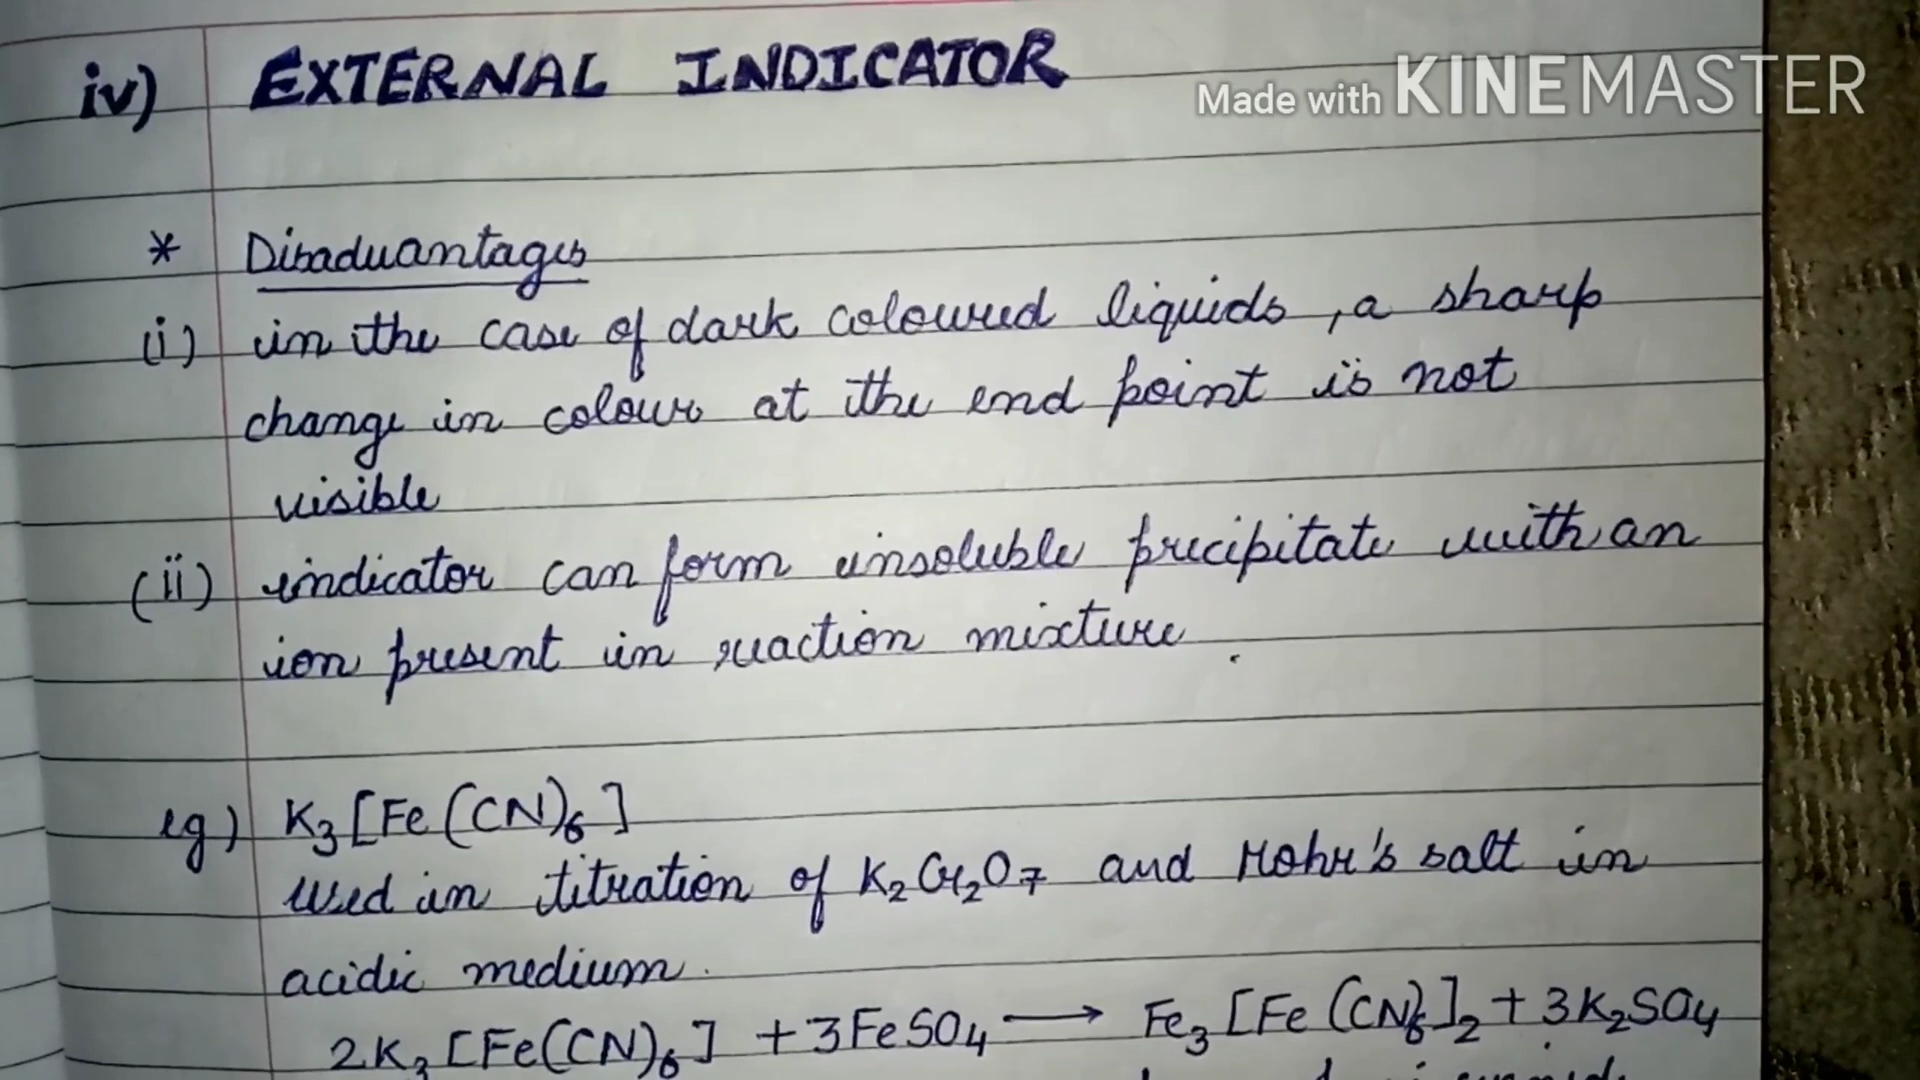 iv) EXTERNAL INDICATOR
Made with KINEMASTER
* Disadvantages
(i) in the case of dark coloured liquids, a sharp
change in colour at the end point is not
visible
(ii) indicator can form insoluble precipitate with an
ion present in reaction mixture
eg) K₃[Fe(CN)₆]
used in titration of K₂Cr₂O₇ and Mohr's salt in
acidic medium.
2K₃[Fe(CN)₆] + 3FeSO₄ → Fe₃[Fe(CN)₆]₂ + 3K₂SO₄